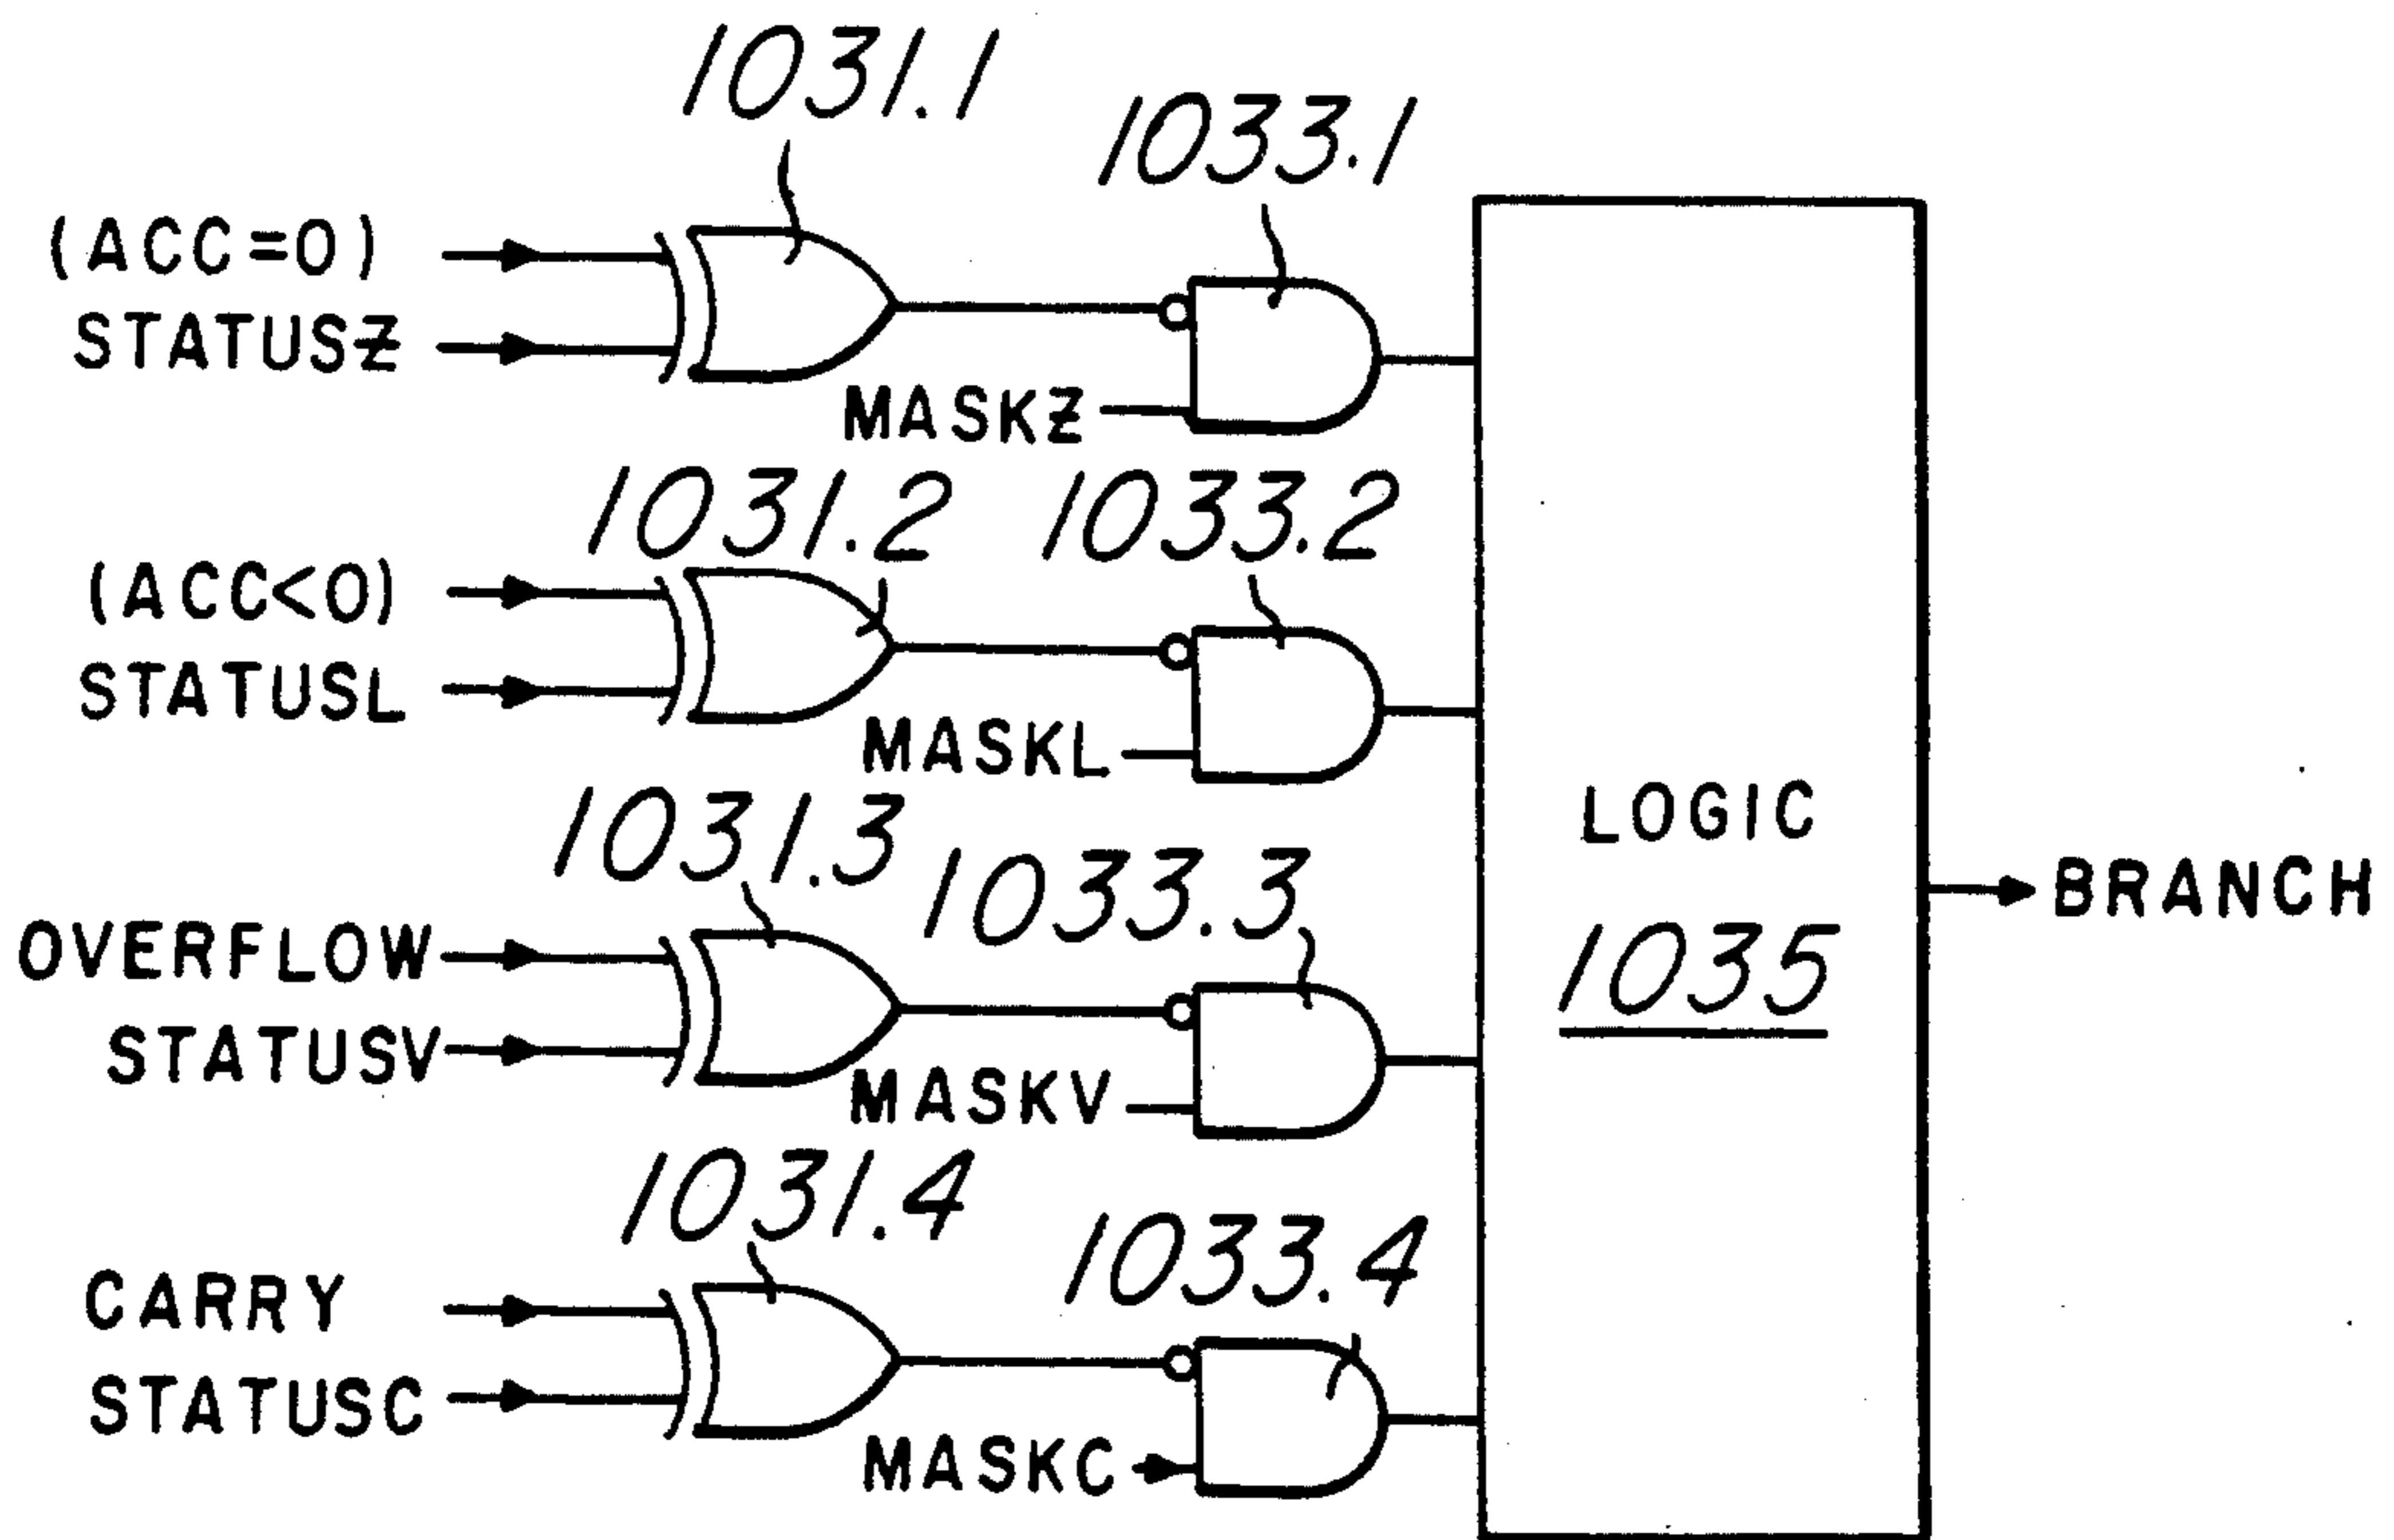 1031.1
1033.1
(ACC=0)
STATUSZ
MASKZ
1031.2
1033.2
(ACC<0)
STATUSL
MASKL
1031.3
1033.3
OVERFLOW
STATUSV
MASKV
1031.4
1033.4
CARRY
STATUSC
MASKC
LOGIC
1035
BRANCH